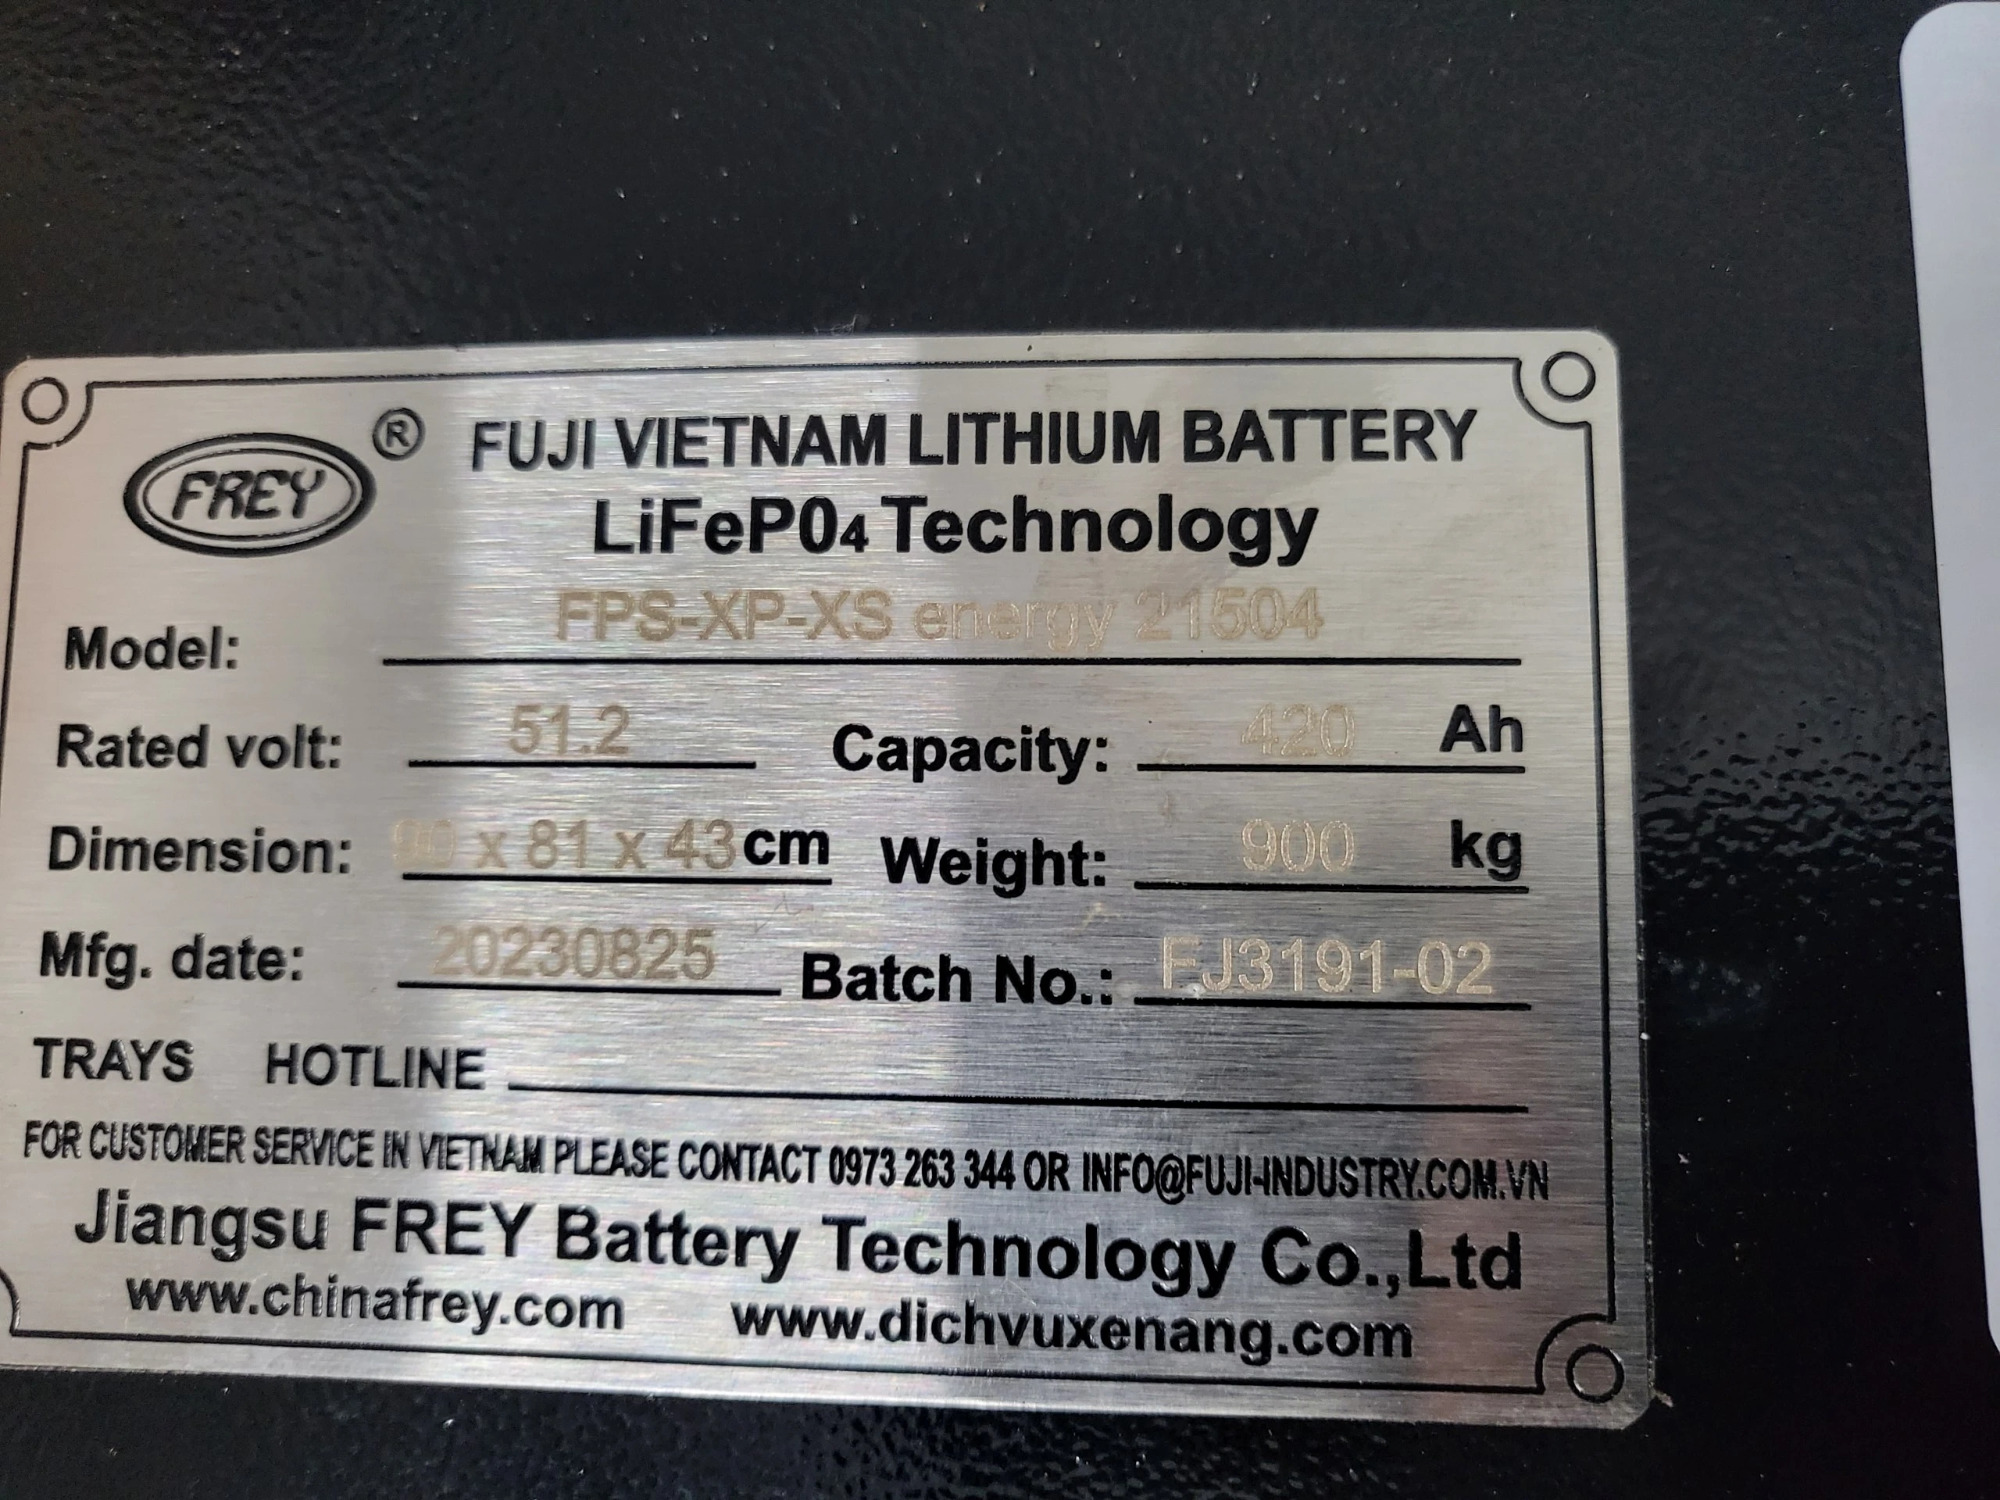 FREY ® FUJI VIETNAM LITHIUM BATTERY
LiFePO4 Technology
Model: FPS-XP-XS energy 21504
Rated volt: 51.2 Capacity: 420 Ah
Dimension: 90 x 81 x 43 cm Weight: 900 kg
Mfg. date: 20230825 Batch No.: FJ3191-02
TRAYS HOTLINE
FOR CUSTOMER SERVICE IN VIETNAM PLEASE CONTACT 0973 263 344 OR INFO@FUJI-INDUSTRY.COM.VN
Jiangsu FREY Battery Technology Co.,Ltd
www.chinafrey.com www.dichvuxenang.com